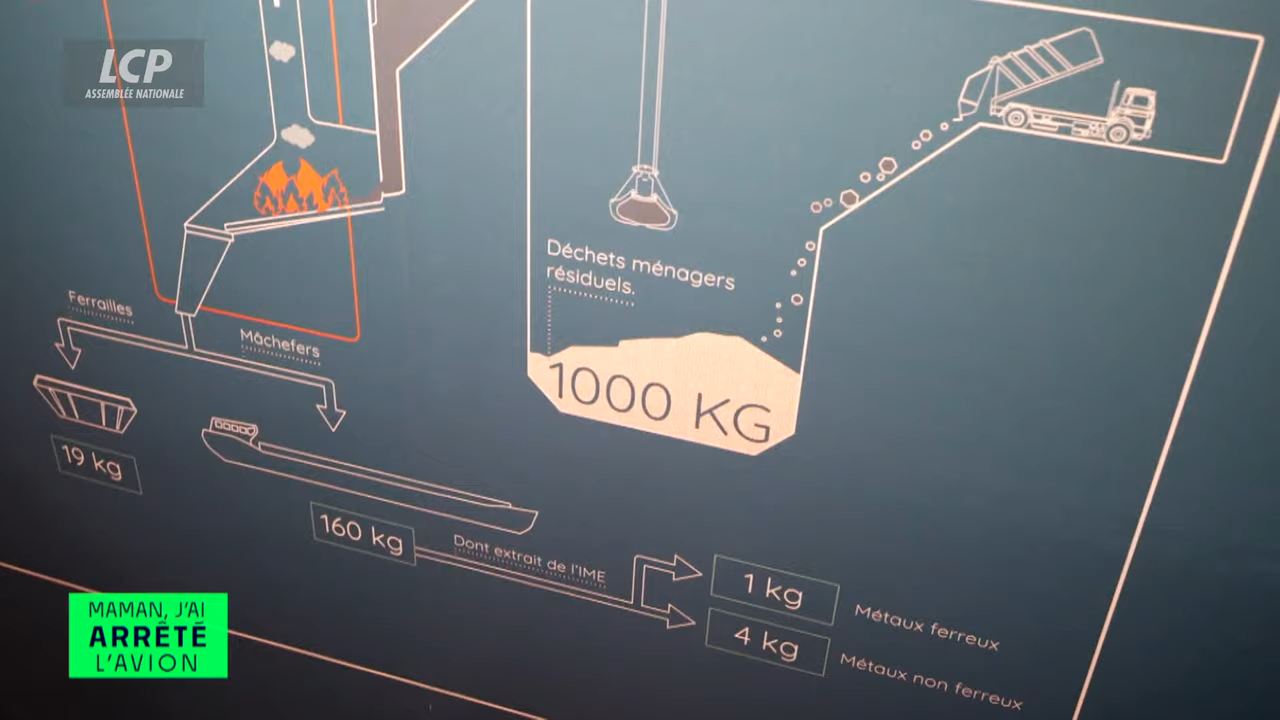 LCP
ASSEMBLÉE NATIONALE
Déchets ménagers
résiduels.
Ferrailles
Mâchefers
1000 KG
19 kg
160 kg
Dont extrait de l'IME
1 kg
Métaux ferreux
4 kg
Métaux non ferreux
MAMAN, J'AI
ARRÊTÉ
L'AVION